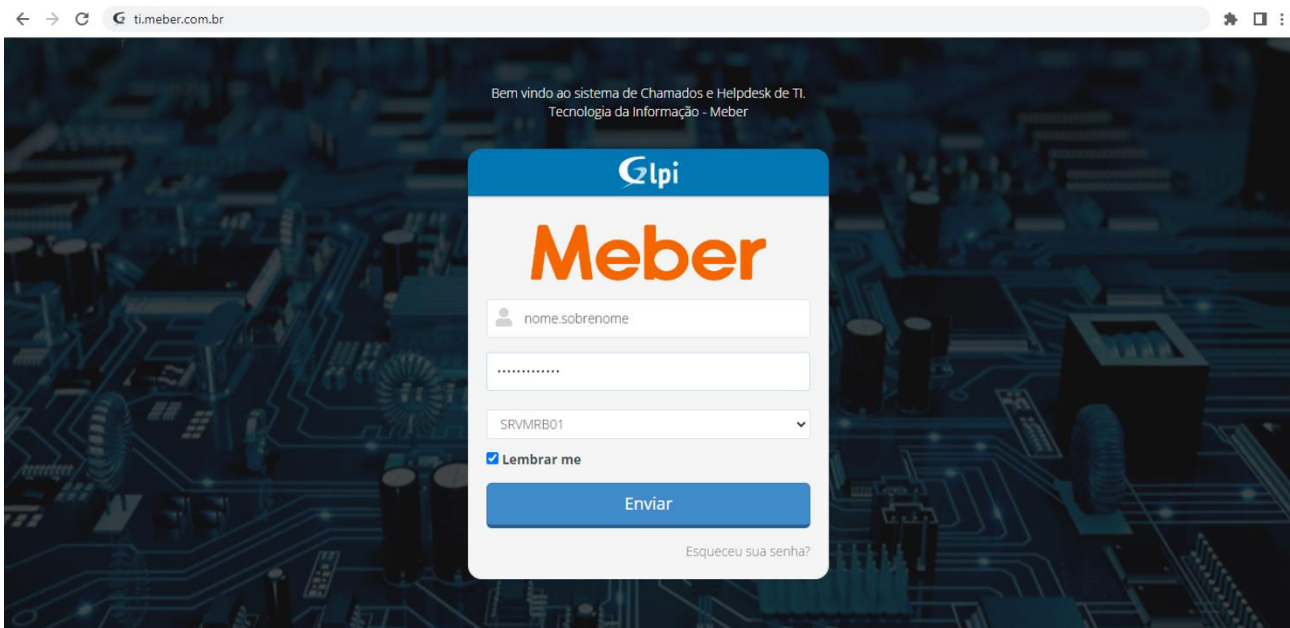 ti.meber.com.br
Bem vindo ao sistema de Chamados e Helpdesk de TI.
Tecnologia da Informação - Meber
Glpi
Meber
nome.sobrenome
.............
SRVMRB01
Lembrar me
Enviar
Esqueceu sua senha?